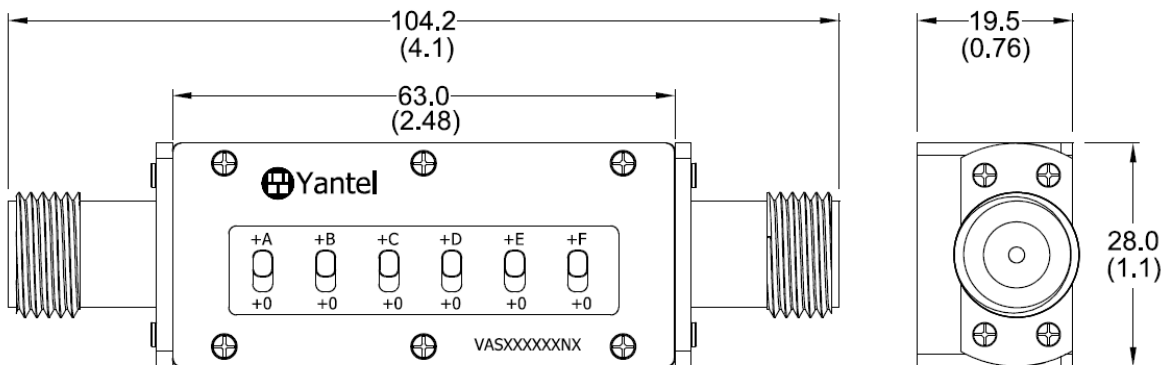 104.2
(4.1)
19.5
(0.76)
63.0
(2.48)
Yantel
+A +B +C +D +E +F
+0 +0 +0 +0 +0 +0
VASXXXXXXNX
28.0
(1.1)